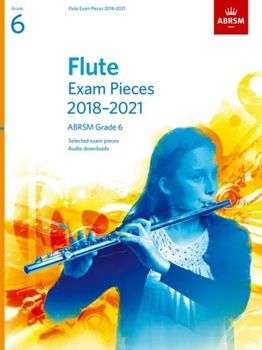 Grade
6
Flute Exam Pieces 2018–2021
ABRSM
Flute
Exam Pieces
2018–2021
ABRSM Grade 6
Selected exam pieces
Audio downloads